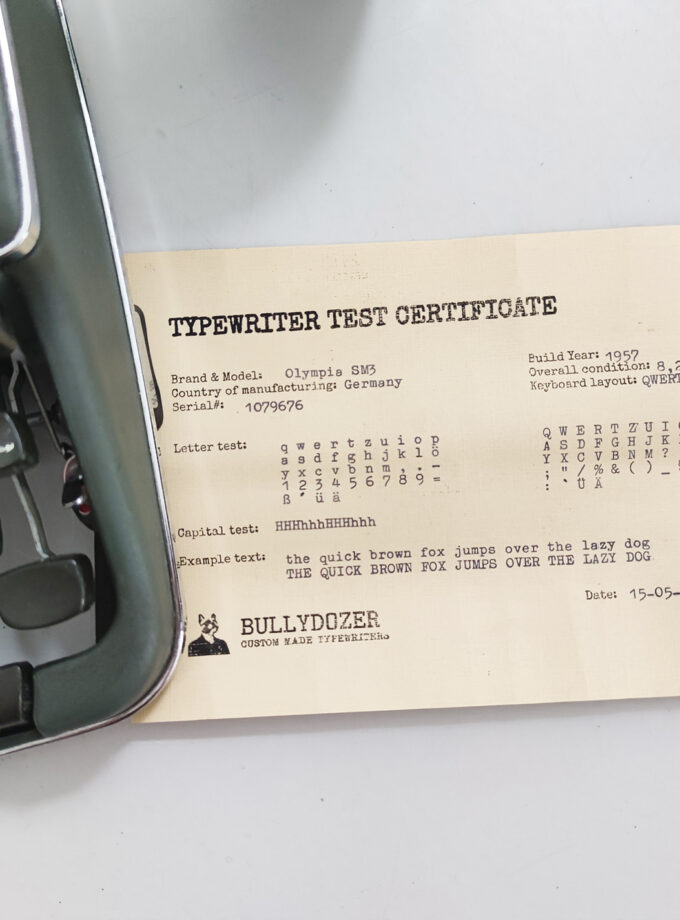 TYPEWRITER TEST CERTIFICATE
Brand & Model: Olympia SM3
Country of manufacturing: Germany
Serial#: 1079676
Build Year: 1957
Overall condition: 8,2
Keyboard layout: QWERT
Letter test:
q w e r t z u i o p
a s d f g h j k l ö
y x c v b n m , . -
1 2 3 4 5 6 7 8 9 =
ß ´ ü ä
Q W E R T Z U I
A S D F G H J K
Y X C V B N M ?
; " / % & ( ) _
: ` Ü Ä
Capital test: HHHhhhHHHhhh
Example text: the quick brown fox jumps over the lazy dog
THE QUICK BROWN FOX JUMPS OVER THE LAZY DOG
Date: 15-05-
BULLYDOZER
CUSTOM MADE TYPEWRITERS